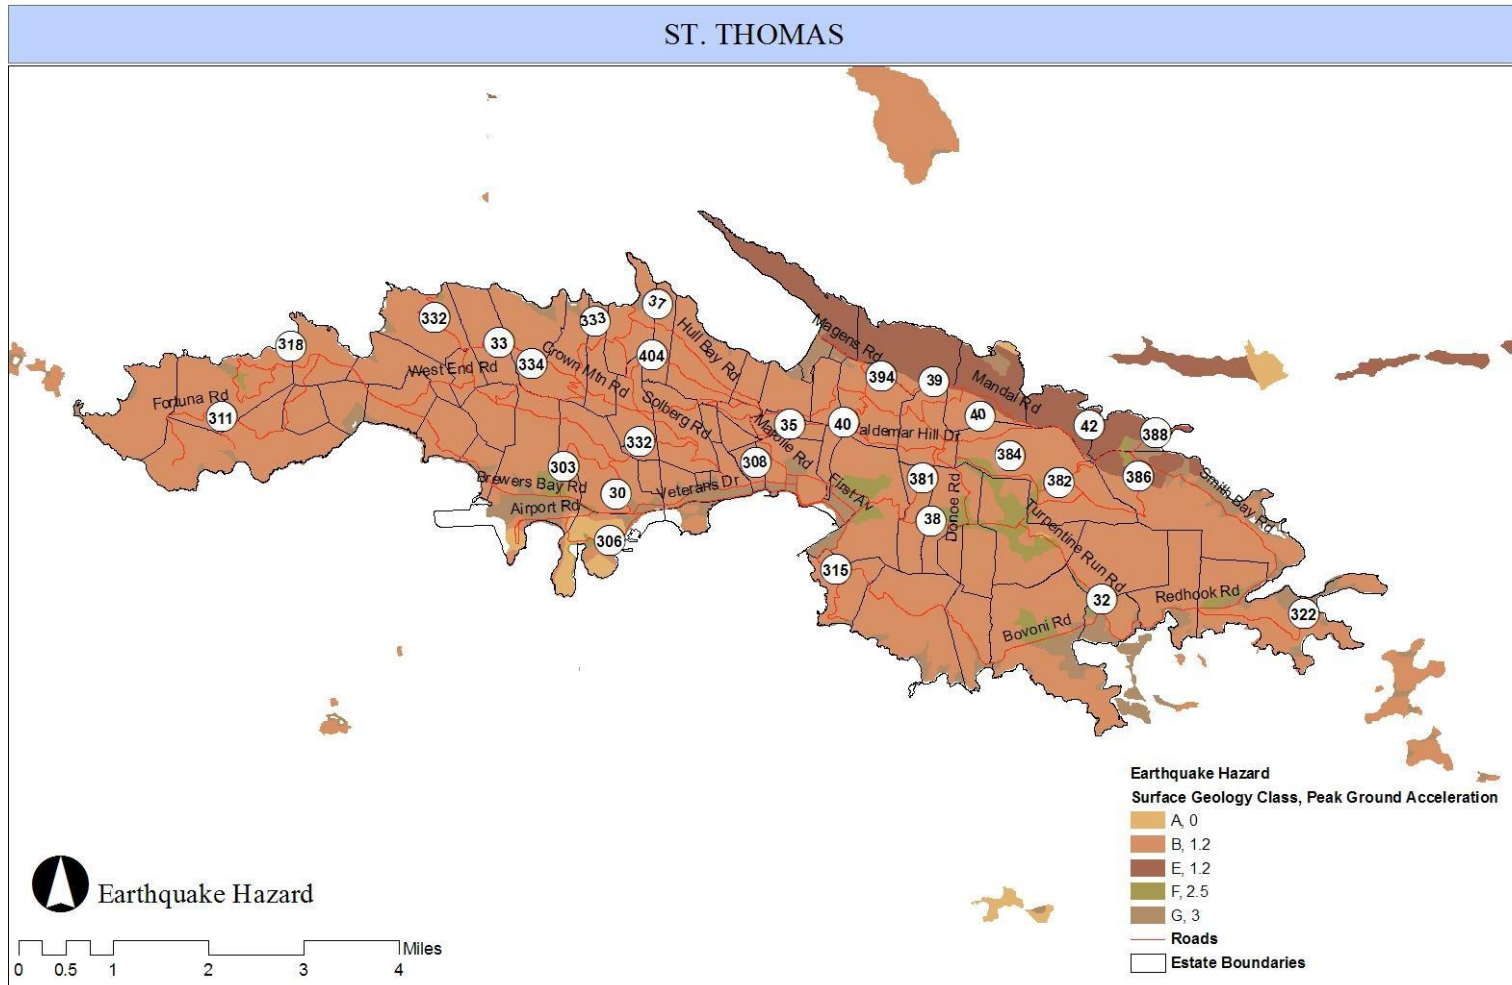 ST. THOMAS
37
332
333
318
33
Hull Bay Rd
Magens Rd
334
404
Crown Mtn Rd
West End Rd
394
39
Mandal Rd
Fortuna Rd
311
Solberg Rd
35
40
40
42
388
Mafolie Rd
aldemar Hill Dr
332
384
303
308
381
382
386
Brewers Bay Rd
30
Veterans Dr
First Av
Donoe Rd
Smith Bay Rd
Airport Rd
38
Turpentine Run Rd
306
315
32
Redhook Rd
322
Bovoni Rd
Earthquake Hazard
Surface Geology Class, Peak Ground Acceleration
A, 0
B, 1.2
E, 1.2
F, 2.5
G, 3
Roads
Estate Boundaries
Earthquake Hazard
Miles
0 0.5 1 2 3 4